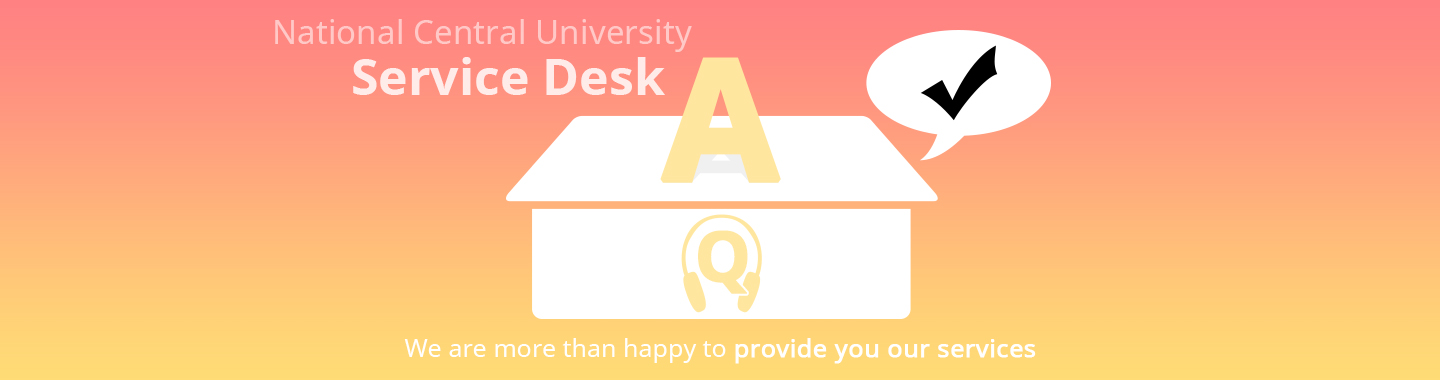 National Central University
Service Desk
A
Q
We are more than happy to provide you our services